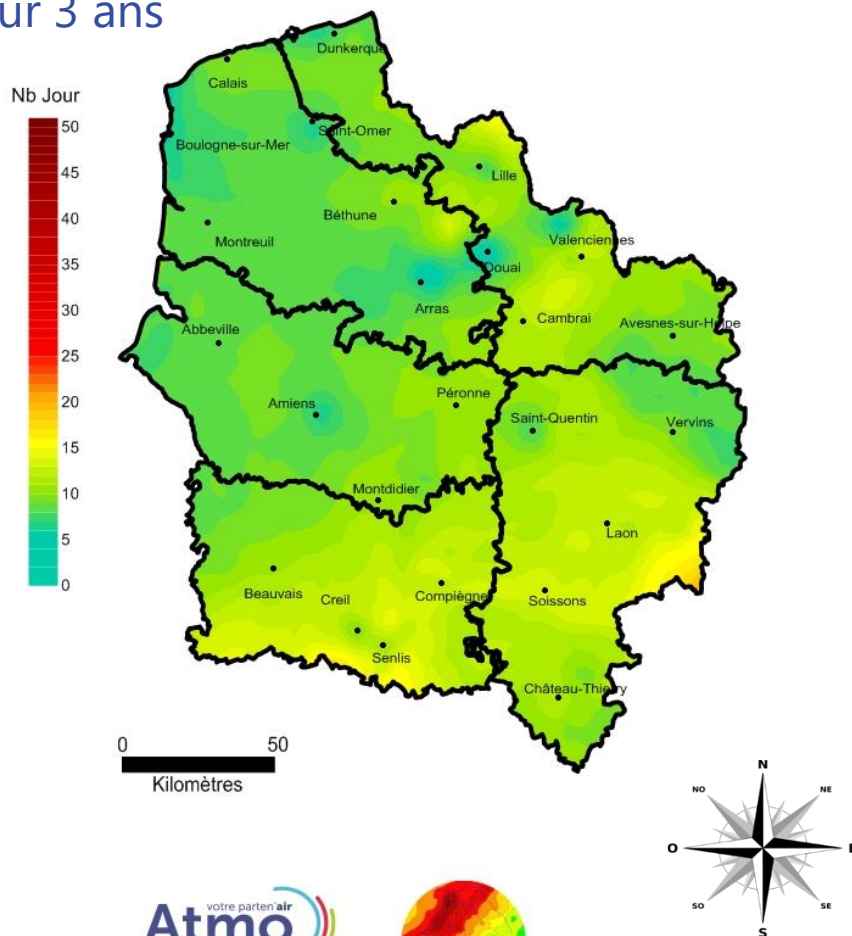 ur 3 ans
Nb Jour
50
45
40
35
30
25
20
15
10
5
0
Dunkerque
Calais
Saint-Omer
Boulogne-sur-Mer
Lille
Béthune
Montreuil
Valenciennes
Douai
Arras
Cambrai
Avesnes-sur-Helpe
Abbeville
Péronne
Amiens
Saint-Quentin
Vervins
Montdidier
Laon
Beauvais
Creil
Compiègne
Soissons
Senlis
Château-Thierry
0 50
Kilomètres
N
NO NE
O E
SO SE
S
votre parten'air
Atmo